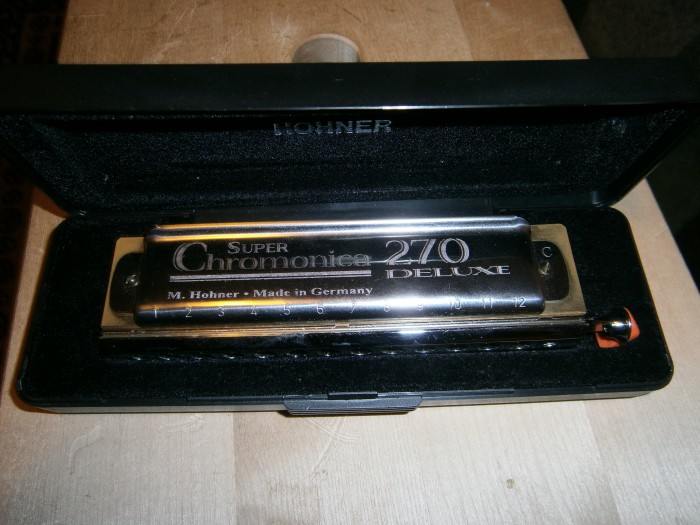 HOHNER
SUPER
Chromonica 270
DELUXE
M. Hohner • Made in Germany
C
1 2 3 4 5 6 7 8 9 10 11 12